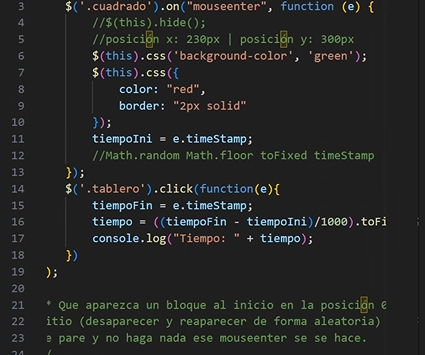 3 $('.cuadrado').on("mouseenter", function (e) {
4 //$(this).hide();
5 //posición x: 230px | posición y: 300px
6 $(this).css('background-color', 'green');
7 $(this).css({
8 color: "red",
9 border: "2px solid"
10 });
11 tiempoIni = e.timeStamp;
12 //Math.random Math.floor toFixed timeStamp
13 });
14 $('.tablero').click(function(e){
15 tiempoFin = e.timeStamp;
16 tiempo = ((tiempoFin - tiempoIni)/1000).toFi
17 console.log("Tiempo: " + tiempo);
18 })
19 );
20
21 * Que aparezca un bloque al inicio en la posición 0
22 itio (desaparecer y reaparecer de forma aleatoria)
23 e pare y no haga nada ese mouseenter se se hace.
24 /